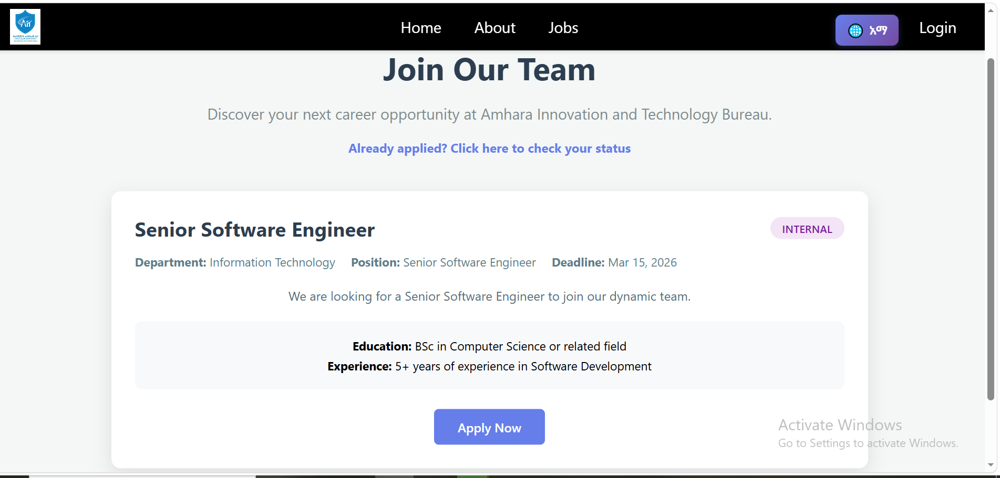 Home
About
Jobs
አማ
Login
Join Our Team
Discover your next career opportunity at Amhara Innovation and Technology Bureau.
Already applied? Click here to check your status
Senior Software Engineer
INTERNAL
Department: Information Technology
Position: Senior Software Engineer
Deadline: Mar 15, 2026
We are looking for a Senior Software Engineer to join our dynamic team.
Education: BSc in Computer Science or related field
Experience: 5+ years of experience in Software Development
Apply Now
Activate Windows
Go to Settings to activate Windows.